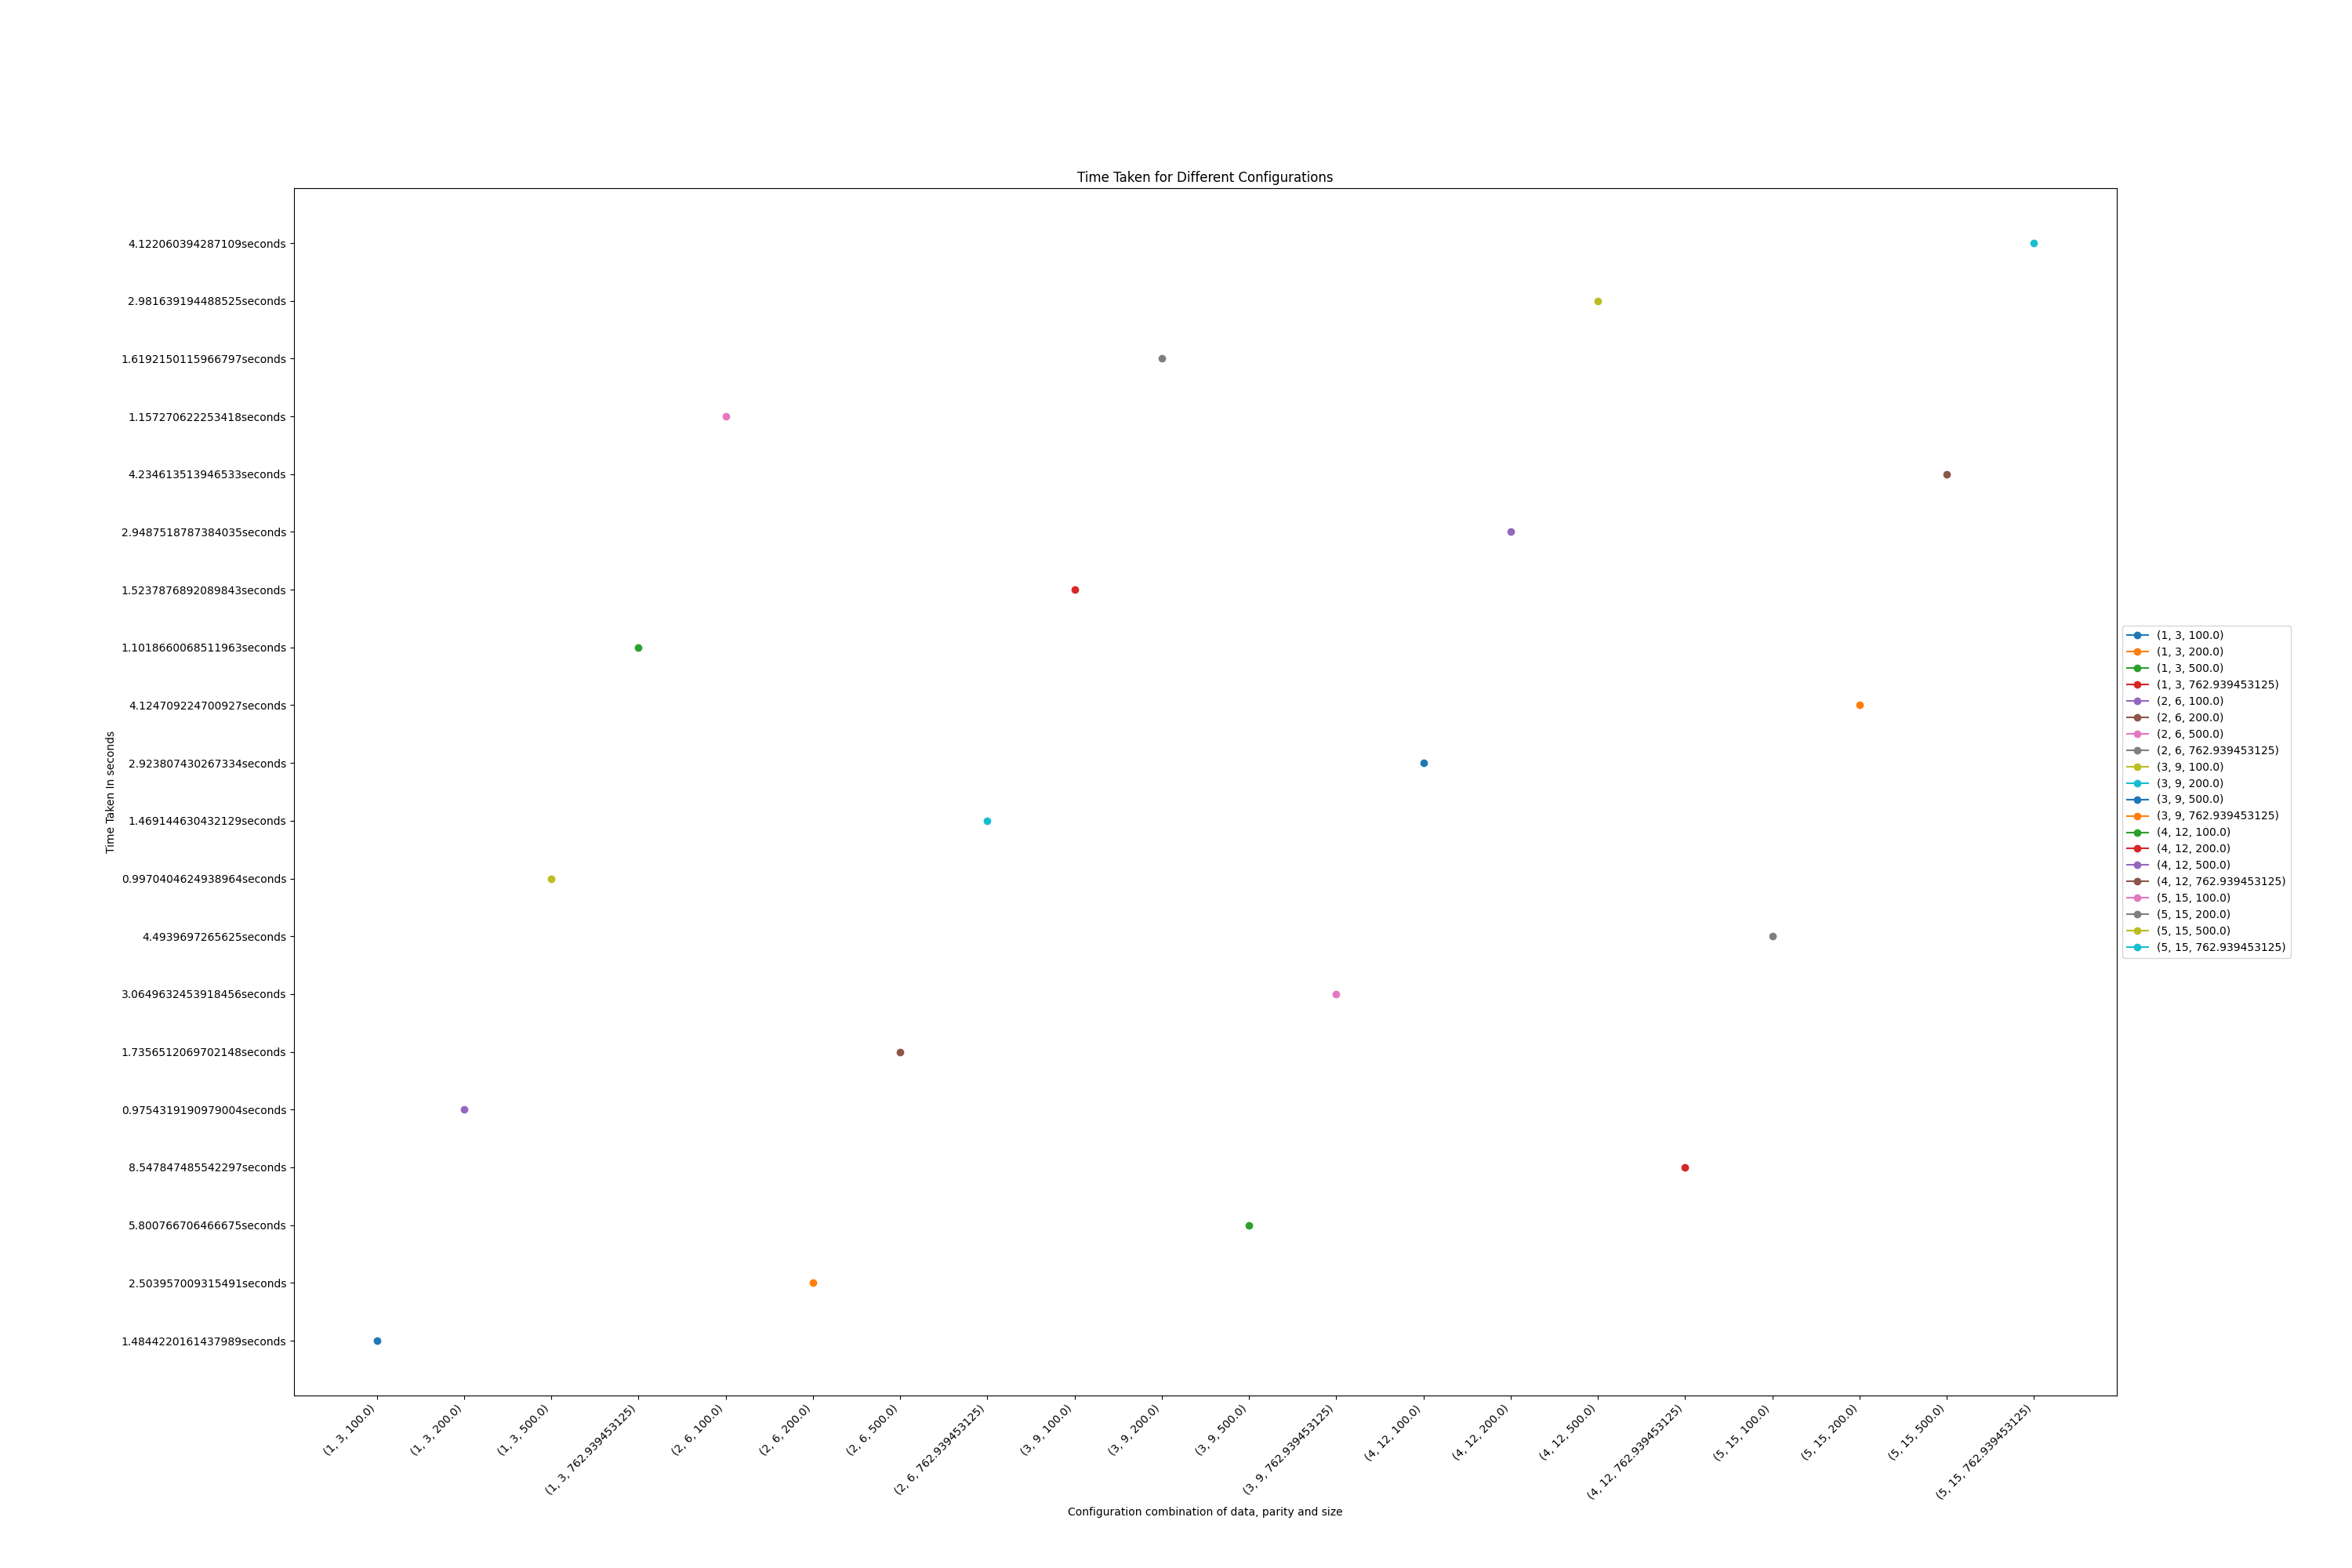 Time Taken for Different Configurations
4.122060394287109seconds
2.981639194488525seconds
1.6192150115966797seconds
1.157270622253418seconds
4.234613513946533seconds
2.9487518787384035seconds
1.5237876892089843seconds
1.1018660068511963seconds
4.124709224700927seconds
2.923807430267334seconds
1.469144630432129seconds
0.9970404624938964seconds
4.4939697265625seconds
3.0649632453918456seconds
1.7356512069702148seconds
0.9754319190979004seconds
8.547847485542297seconds
5.800766706466675seconds
2.503957009315491seconds
1.4844220161437989seconds
Time Taken In seconds
(1, 3, 100.0)
(1, 3, 200.0)
(1, 3, 500.0)
(1, 3, 762.939453125)
(2, 6, 100.0)
(2, 6, 200.0)
(2, 6, 500.0)
(2, 6, 762.939453125)
(3, 9, 100.0)
(3, 9, 200.0)
(3, 9, 500.0)
(3, 9, 762.939453125)
(4, 12, 100.0)
(4, 12, 200.0)
(4, 12, 500.0)
(4, 12, 762.939453125)
(5, 15, 100.0)
(5, 15, 200.0)
(5, 15, 500.0)
(5, 15, 762.939453125)
Configuration combination of data, parity and size
(1, 3, 100.0)
(1, 3, 200.0)
(1, 3, 500.0)
(1, 3, 762.939453125)
(2, 6, 100.0)
(2, 6, 200.0)
(2, 6, 500.0)
(2, 6, 762.939453125)
(3, 9, 100.0)
(3, 9, 200.0)
(3, 9, 500.0)
(3, 9, 762.939453125)
(4, 12, 100.0)
(4, 12, 200.0)
(4, 12, 500.0)
(4, 12, 762.939453125)
(5, 15, 100.0)
(5, 15, 200.0)
(5, 15, 500.0)
(5, 15, 762.939453125)